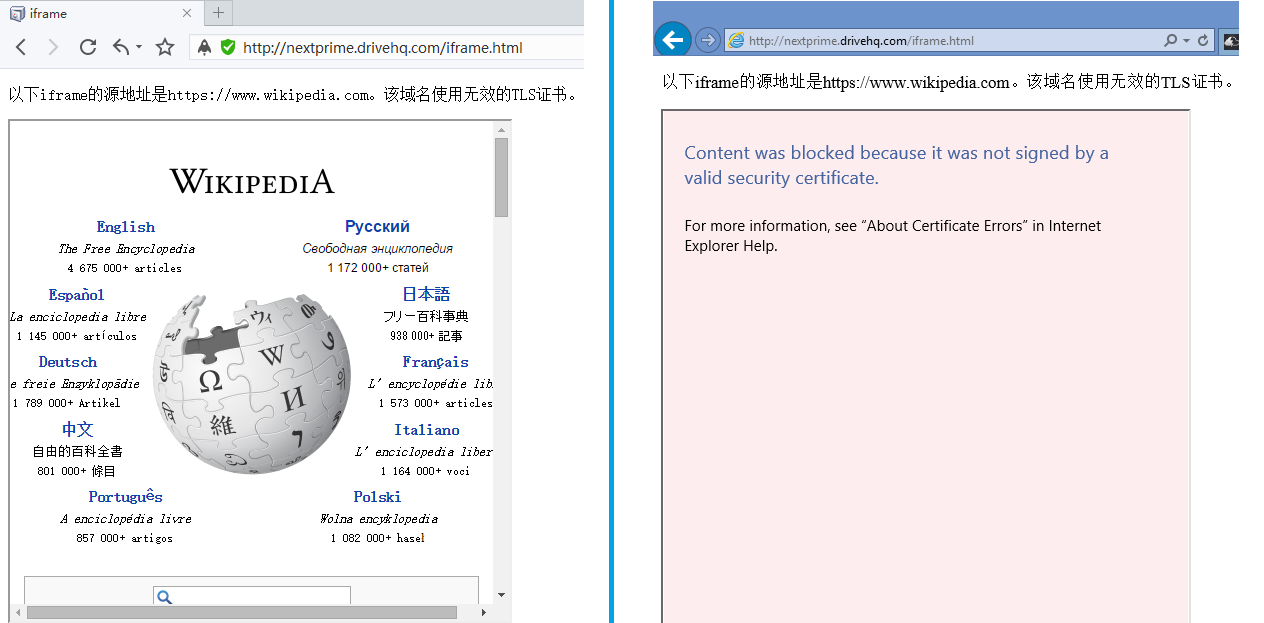 iframe
http://nextprime.drivehq.com/iframe.html
以下iframe的源地址是https://www.wikipedia.com。该域名使用无效的TLS证书。
WIKIPEDIA
English
The Free Encyclopedia
4 675 000+ articles
Русский
Свободная энциклопедия
1 172 000+ статей
Español
La enciclopedia libre
1 145 000+ artículos
日本語
フリー百科事典
938 000+ 記事
Deutsch
e freie Enzyklopädie
1 789 000+ Artikel
Français
L' encyclopédie lib
1 573 000+ articles
中文
自由的百科全書
801 000+ 條目
Italiano
L' enciclopedia liber
1 164 000+ voci
Português
A enciclopédia livre
857 000+ artigos
Polski
Wolna encyklopedia
1 082 000+ haseł
Ω
W
И
維
ウィ
7
http://nextprime.drivehq.com/iframe.html
以下iframe的源地址是https://www.wikipedia.com。该域名使用无效的TLS证书。
Content was blocked because it was not signed by a
valid security certificate.
For more information, see “About Certificate Errors” in Internet
Explorer Help.